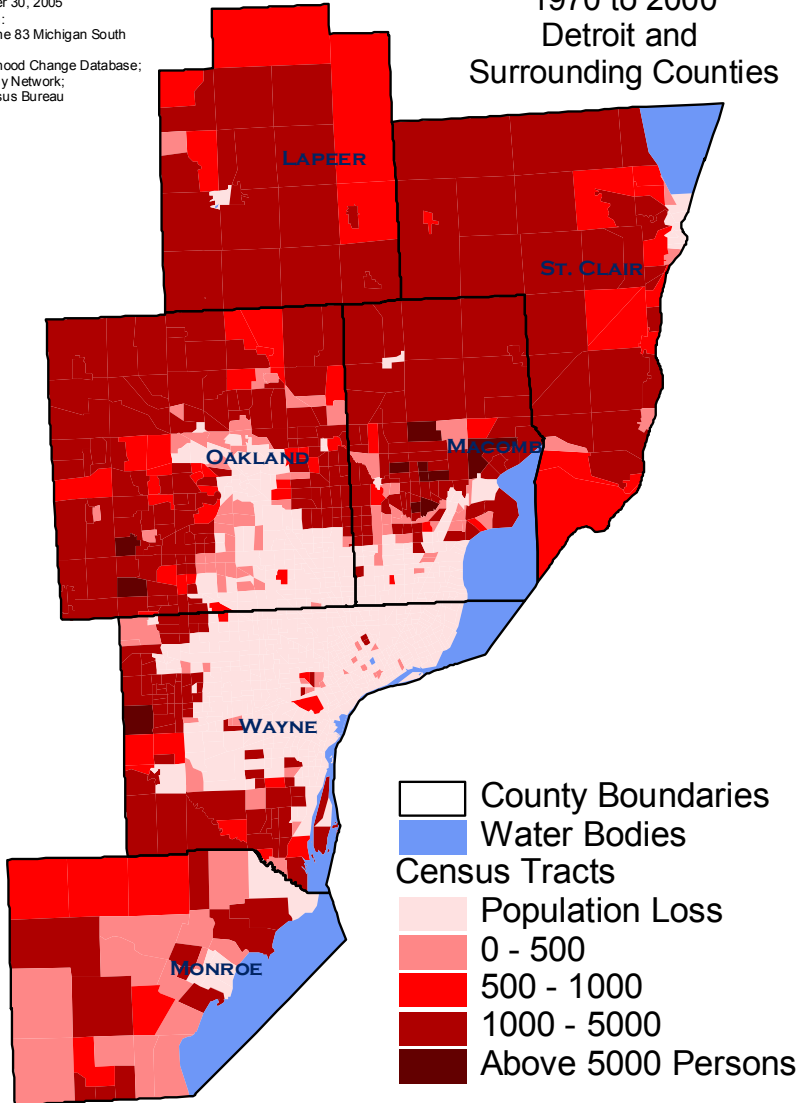 er 30, 2005
:
ne 83 Michigan South
hood Change Database;
y Network;
sus Bureau
1970 to 2000
Detroit and
Surrounding Counties
LAPEER
ST. CLAIR
OAKLAND
MACOMB
WAYNE
MONROE
County Boundaries
Water Bodies
Census Tracts
Population Loss
0 - 500
500 - 1000
1000 - 5000
Above 5000 Persons